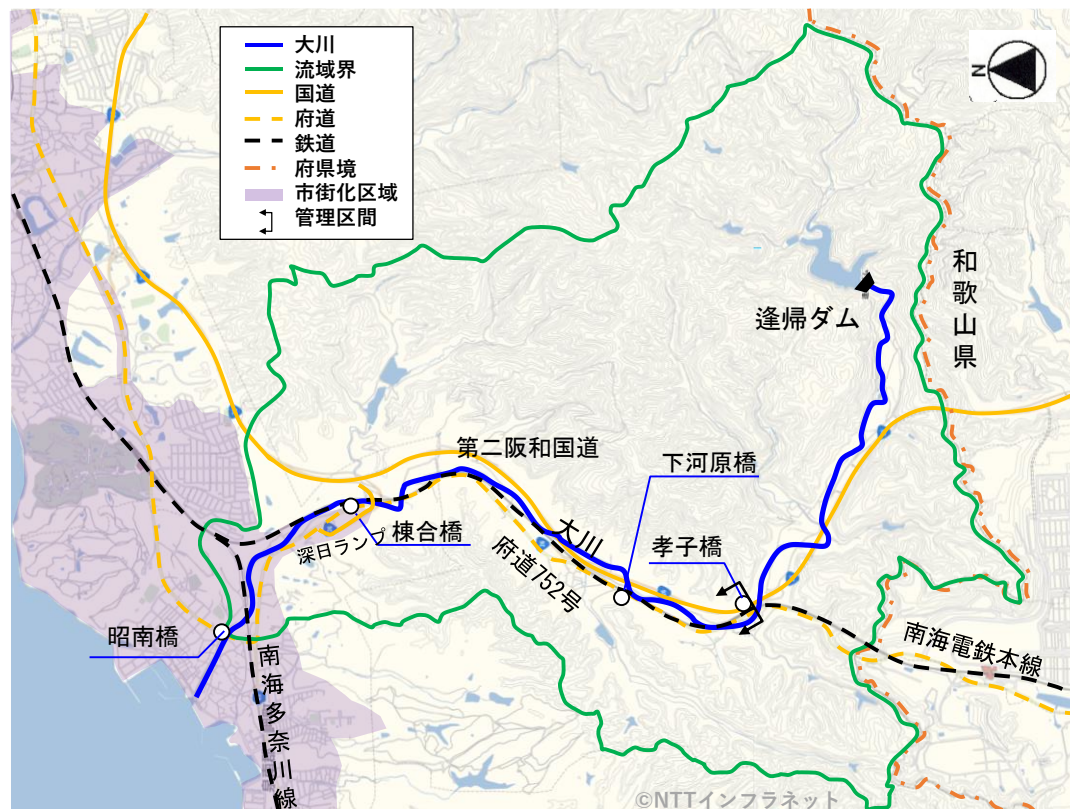 大川
流域界
国道
府道
鉄道
府県境
市街化区域
管理区間
N
和歌山県
逢帰ダム
第二阪和国道
下河原橋
大川
孝子橋
棟合橋
深日ランプ
府道752号
昭南橋
南海電鉄本線
南海多奈川線
©NTTインフラネット